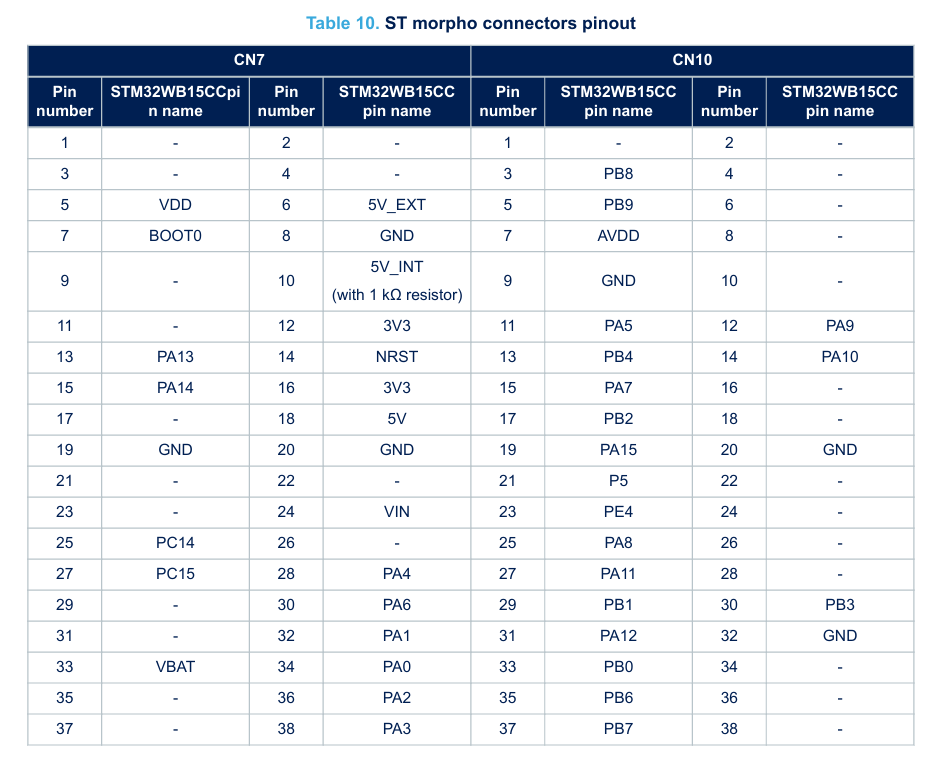 Table 10. ST morpho connectors pinout
CN7 CN10
Pin number STM32WB15CCpi n name Pin number STM32WB15CC pin name Pin number STM32WB15CC pin name Pin number STM32WB15CC pin name
1 - 2 - 1 - 2 -
3 - 4 - 3 PB8 4 -
5 VDD 6 5V_EXT 5 PB9 6 -
7 BOOT0 8 GND 7 AVDD 8 -
9 - 10 5V_INT (with 1 kΩ resistor) 9 GND 10 -
11 - 12 3V3 11 PA5 12 PA9
13 PA13 14 NRST 13 PB4 14 PA10
15 PA14 16 3V3 15 PA7 16 -
17 - 18 5V 17 PB2 18 -
19 GND 20 GND 19 PA15 20 GND
21 - 22 - 21 P5 22 -
23 - 24 VIN 23 PE4 24 -
25 PC14 26 - 25 PA8 26 -
27 PC15 28 PA4 27 PA11 28 -
29 - 30 PA6 29 PB1 30 PB3
31 - 32 PA1 31 PA12 32 GND
33 VBAT 34 PA0 33 PB0 34 -
35 - 36 PA2 35 PB6 36 -
37 - 38 PA3 37 PB7 38 -